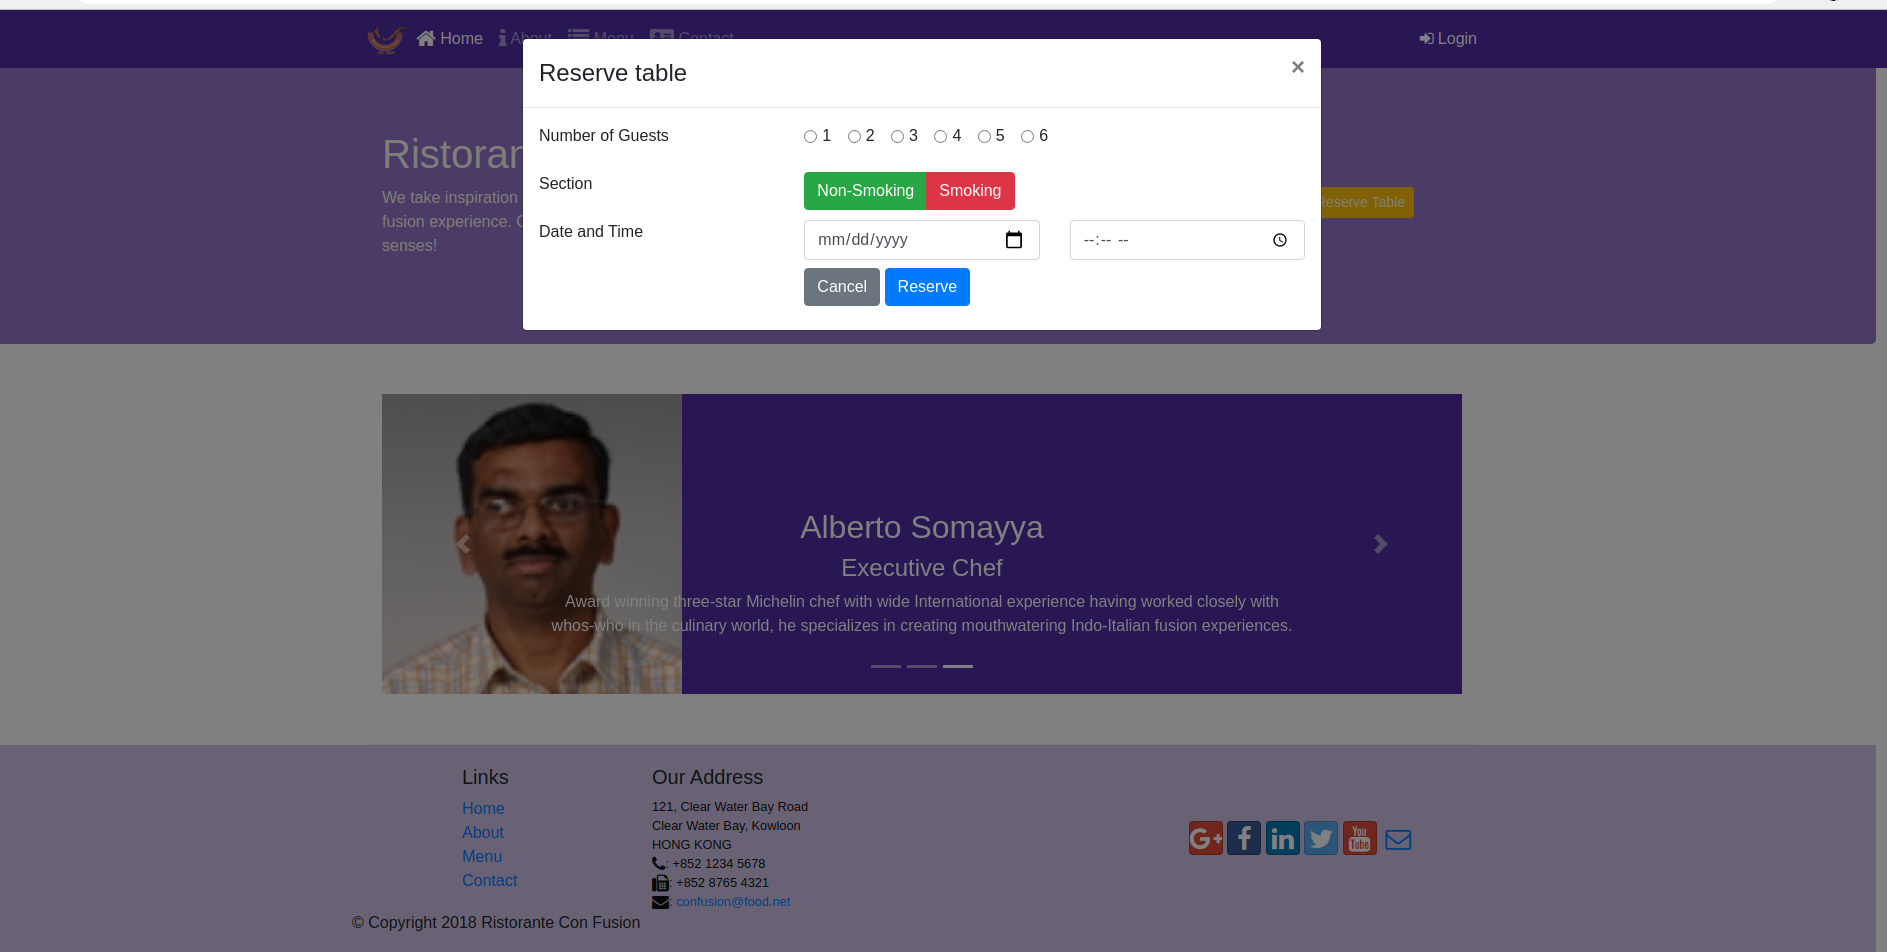 Home About Menu Contact Login
Reserve table ×
Number of Guests 1 2 3 4 5 6
Section Non-Smoking Smoking
Date and Time mm/dd/yyyy --:-- --
Cancel Reserve
Ristoran
We take inspiration
fusion experience.
senses!
Reserve Table
Alberto Somayya
Executive Chef
Award winning three-star Michelin chef with wide International experience having worked closely with
whos-who in the culinary world, he specializes in creating mouthwatering Indo-Italian fusion experiences.
Links
Home
About
Menu
Contact
Our Address
121, Clear Water Bay Road
Clear Water Bay, Kowloon
HONG KONG
: +852 1234 5678
: +852 8765 4321
: confusion@food.net
G+ f in You Tube
© Copyright 2018 Ristorante Con Fusion